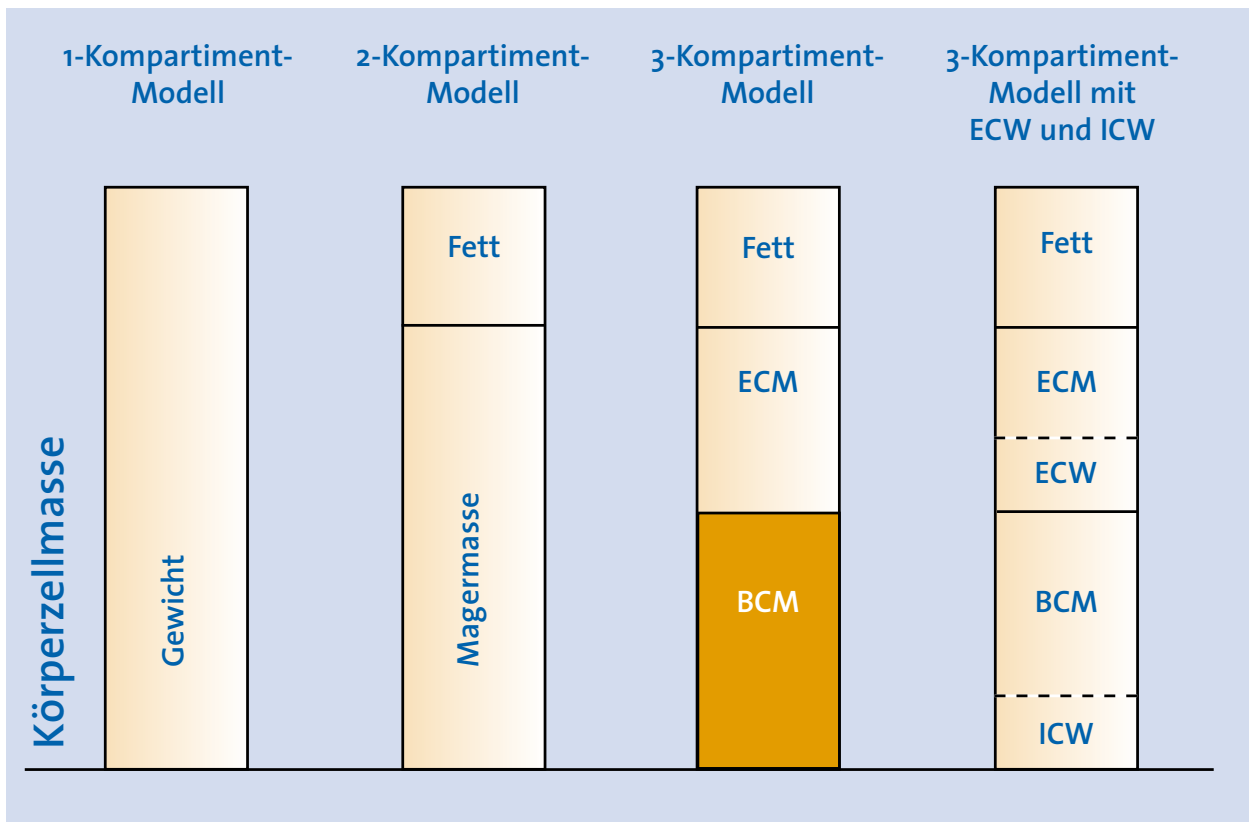 1-Kompartiment-
Modell
2-Kompartiment-
Modell
3-Kompartiment-
Modell
3-Kompartiment-
Modell mit
ECW und ICW
Körperzellmasse
Gewicht
Fett
Magermasse
Fett
ECM
BCM
Fett
ECM
ECW
BCM
ICW